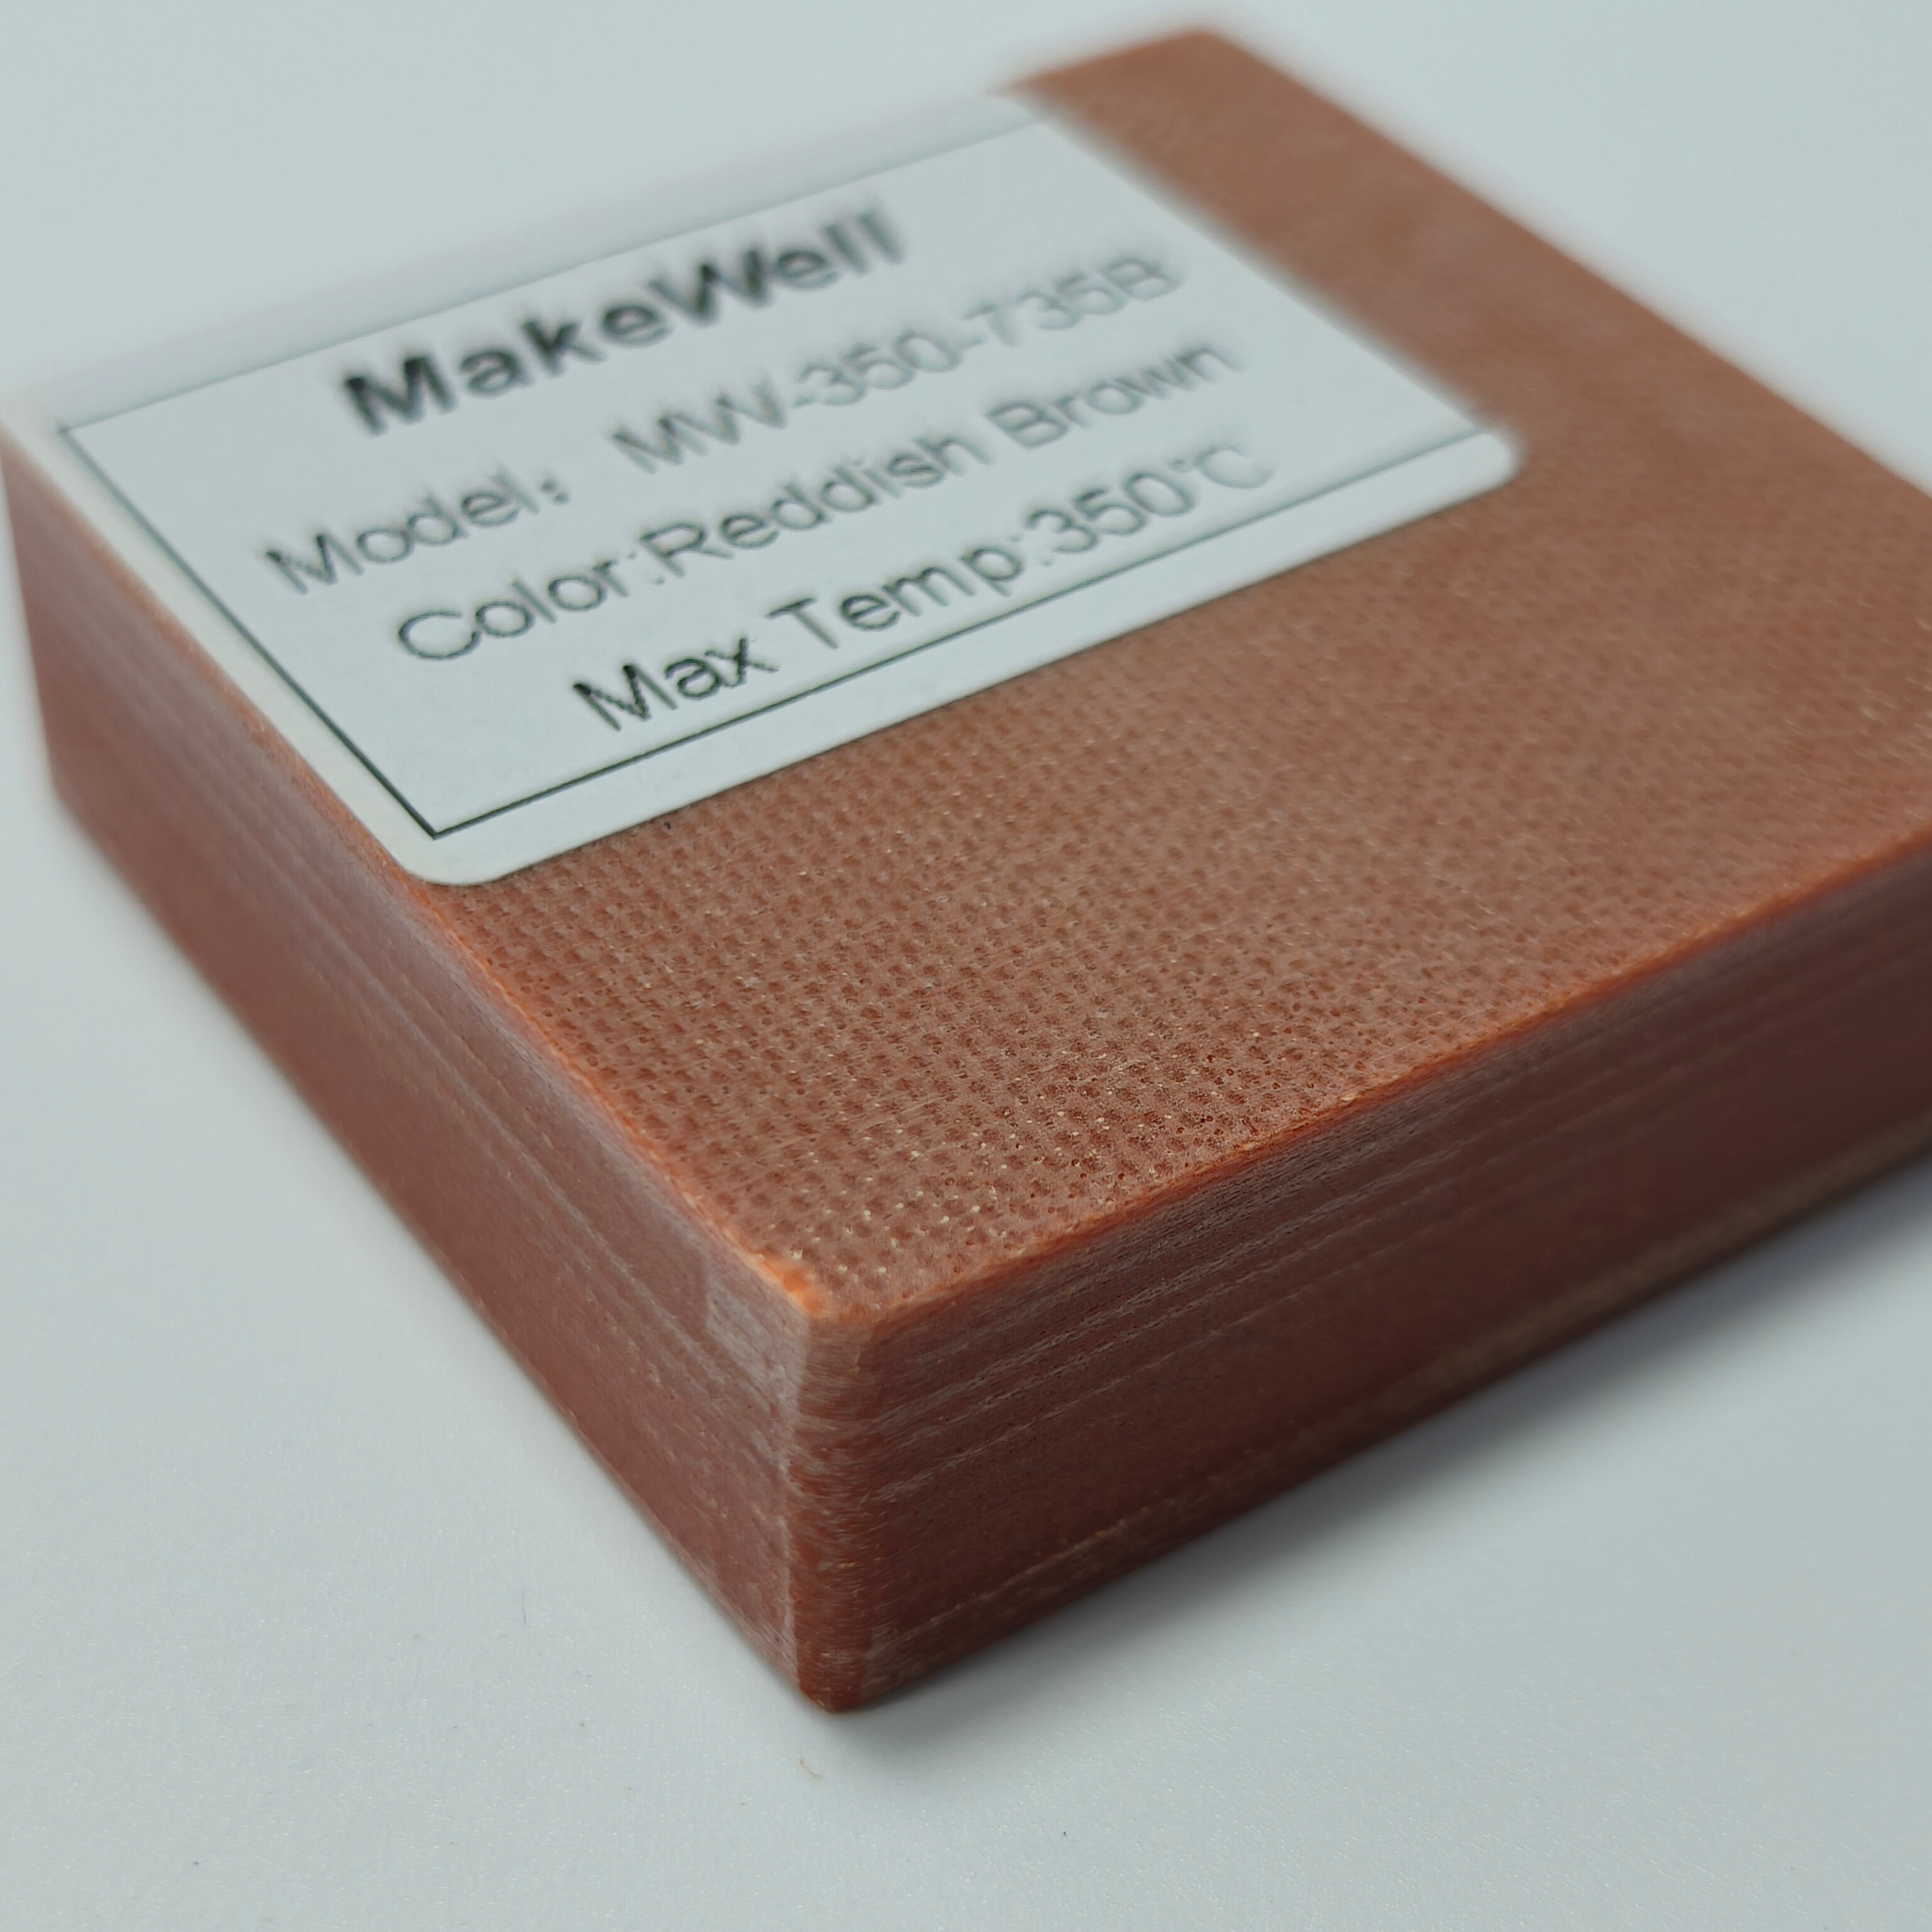 MakeWell
Model： MW-350-735B
Color:Reddish Brown
Max Temp:350℃